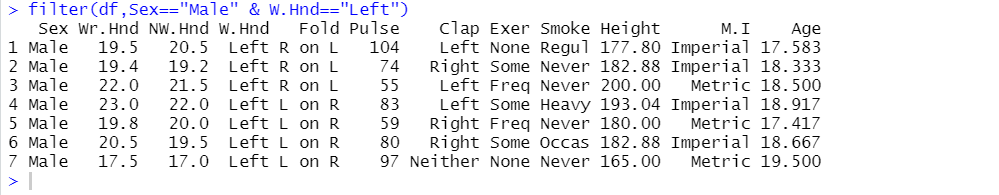 > filter(df,Sex=="Male" & W.Hnd=="Left")
   Sex Wr.Hnd NW.Hnd W.Hnd   Fold Pulse    Clap Exer Smoke Height      M.I    Age
1 Male   19.5   20.5  Left R on L   104    Left None Regul 177.80 Imperial 17.583
2 Male   19.4   19.2  Left R on L    74   Right Some Never 182.88 Imperial 18.333
3 Male   22.0   21.5  Left R on L    55    Left Freq Never 200.00   Metric 18.500
4 Male   23.0   22.0  Left L on R    83    Left Some Heavy 193.04 Imperial 18.917
5 Male   19.8   20.0  Left L on R    59   Right Freq Never 180.00   Metric 17.417
6 Male   20.5   19.5  Left L on R    80   Right Some Occas 182.88 Imperial 18.667
7 Male   17.5   17.0  Left L on R    97 Neither None Never 165.00   Metric 19.500
>